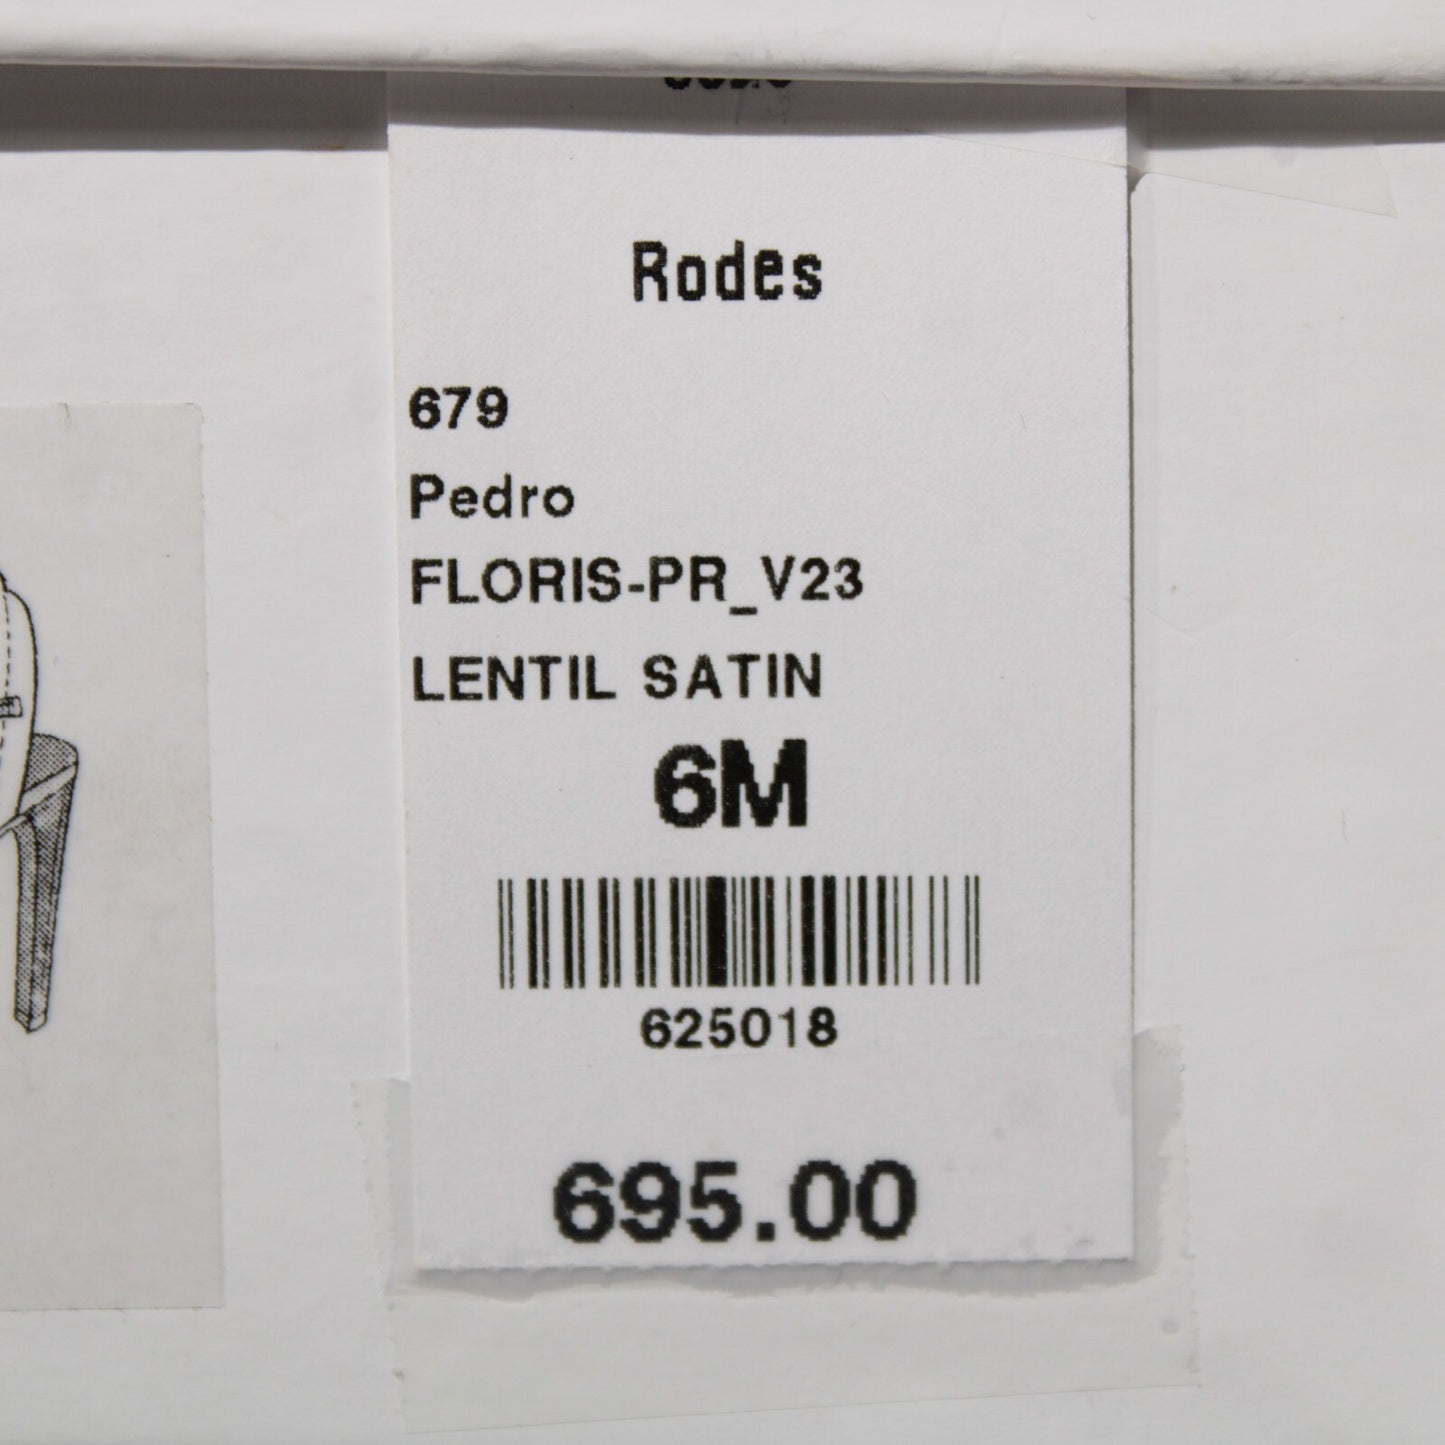 Rodes
679
Pedro
FLORIS-PR_V23
LENTIL SATIN
6M
625018
695.00